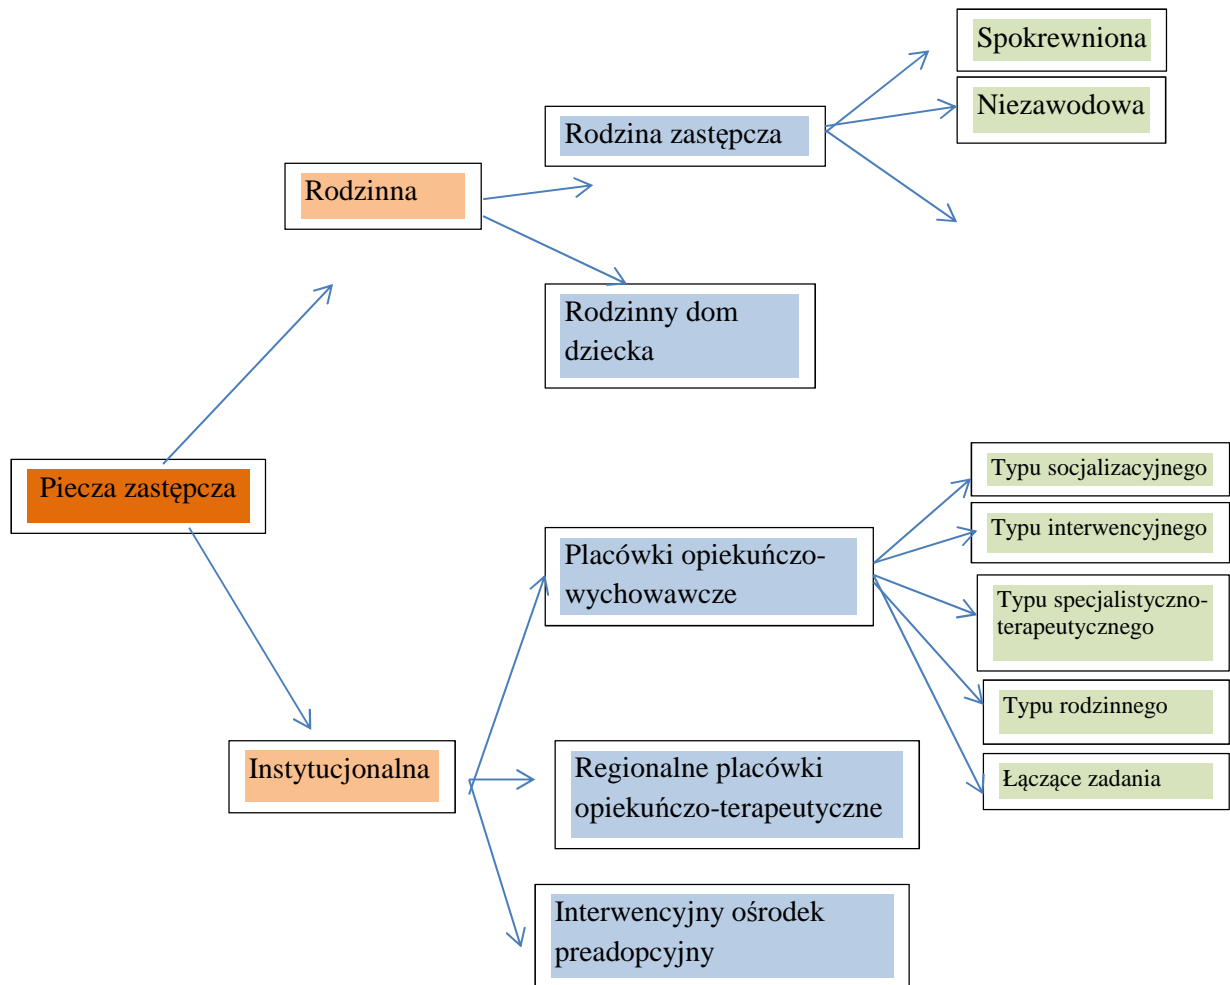 Spokrewniona
Niezawodowa
Rodzina zastępcza
Rodzinna
Rodzinny dom
dziecka
Piecza zastępcza
Typu socjalizacyjnego
Typu interwencyjnego
Placówki opiekuńczo-
wychowawcze
Typu specjalistyczno-
terapeutycznego
Typu rodzinnego
Instytucjonalna
Regionalne placówki
opiekuńczo-terapeutyczne
Łączące zadania
Interwencyjny ośrodek
preadopcyjny